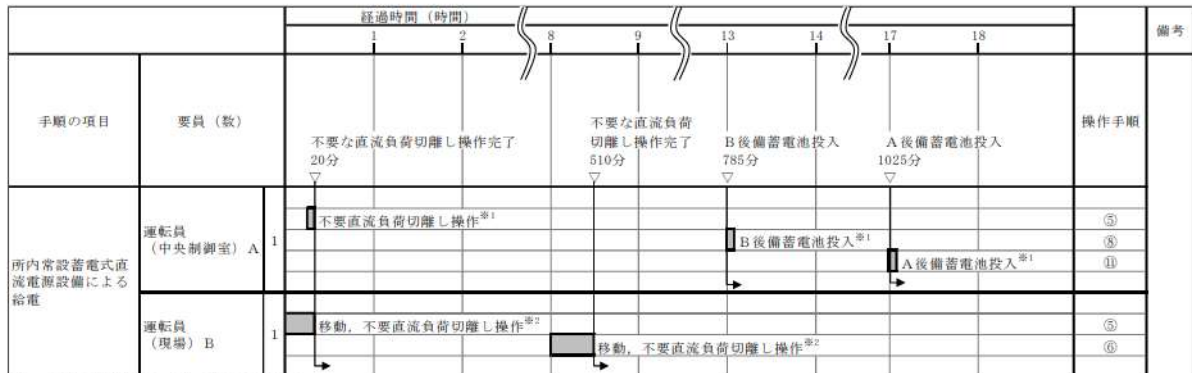 経過時間（時間）
備考
1 2 8 9 13 14 17 18
手順の項目
要員（数）
操作手順
不要な直流負荷切離し操作完了
20分
▽
不要な直流負荷
切離し操作完了
510分
▽
B後備蓄電池投入
785分
▽
A後備蓄電池投入
1025分
▽
所内常設蓄電式直
流電源設備による
給電
運転員
（中央制御室）A
1
不要直流負荷切離し操作※1
⑤
B後備蓄電池投入※1
⑧
A後備蓄電池投入※1
⑪
運転員
（現場）B
1
移動，不要直流負荷切離し操作※2
⑤
移動，不要直流負荷切離し操作※2
⑥